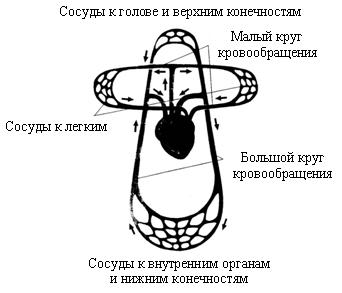 Сосуды к голове и верхним конечностям
Малый круг
кровообращения
Сосуды к легким
Большой круг
кровообращения
Сосуды к внутренним органам
и нижним конечностям